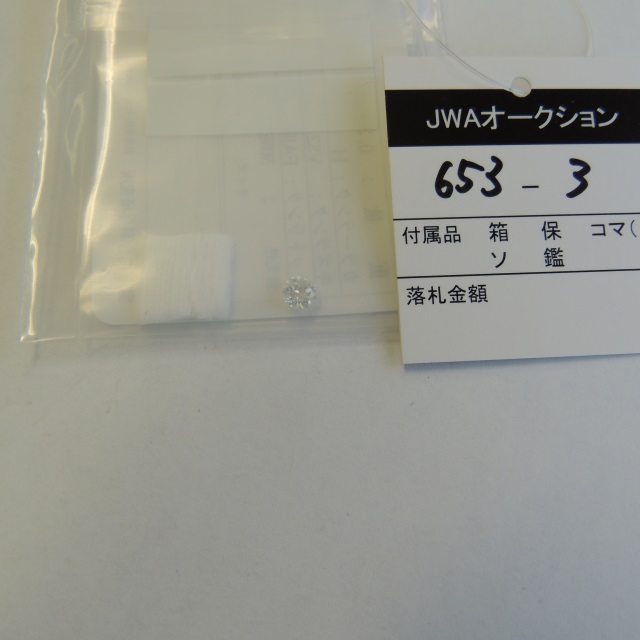 JWAオークション
653-3
付属品 箱 保 コマ(
ソ 鑑
落札金額